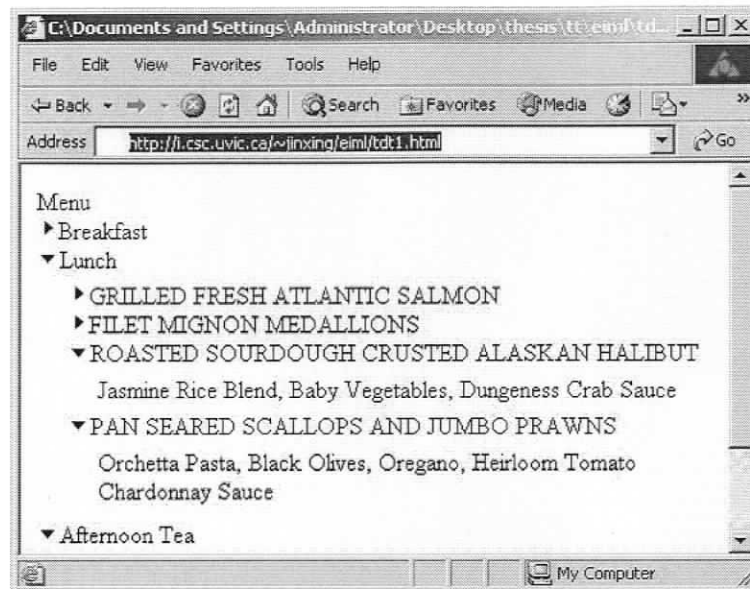 C:\Documents and Settings\Administrator\Desktop\thesis\tt\eiml\td...
File Edit View Favorites Tools Help
Back Search Favorites Media »
Address http://i.csc.uvic.ca/~jinxing/eiml/tdt1.html Go
Menu
Breakfast
Lunch
GRILLED FRESH ATLANTIC SALMON
FILET MIGNON MEDALLIONS
ROASTED SOURDOUGH CRUSTED ALASKAN HALIBUT
Jasmine Rice Blend, Baby Vegetables, Dungeness Crab Sauce
PAN SEARED SCALLOPS AND JUMBO PRAWNS
Orchetta Pasta, Black Olives, Oregano, Heirloom Tomato
Chardonnay Sauce
Afternoon Tea
My Computer